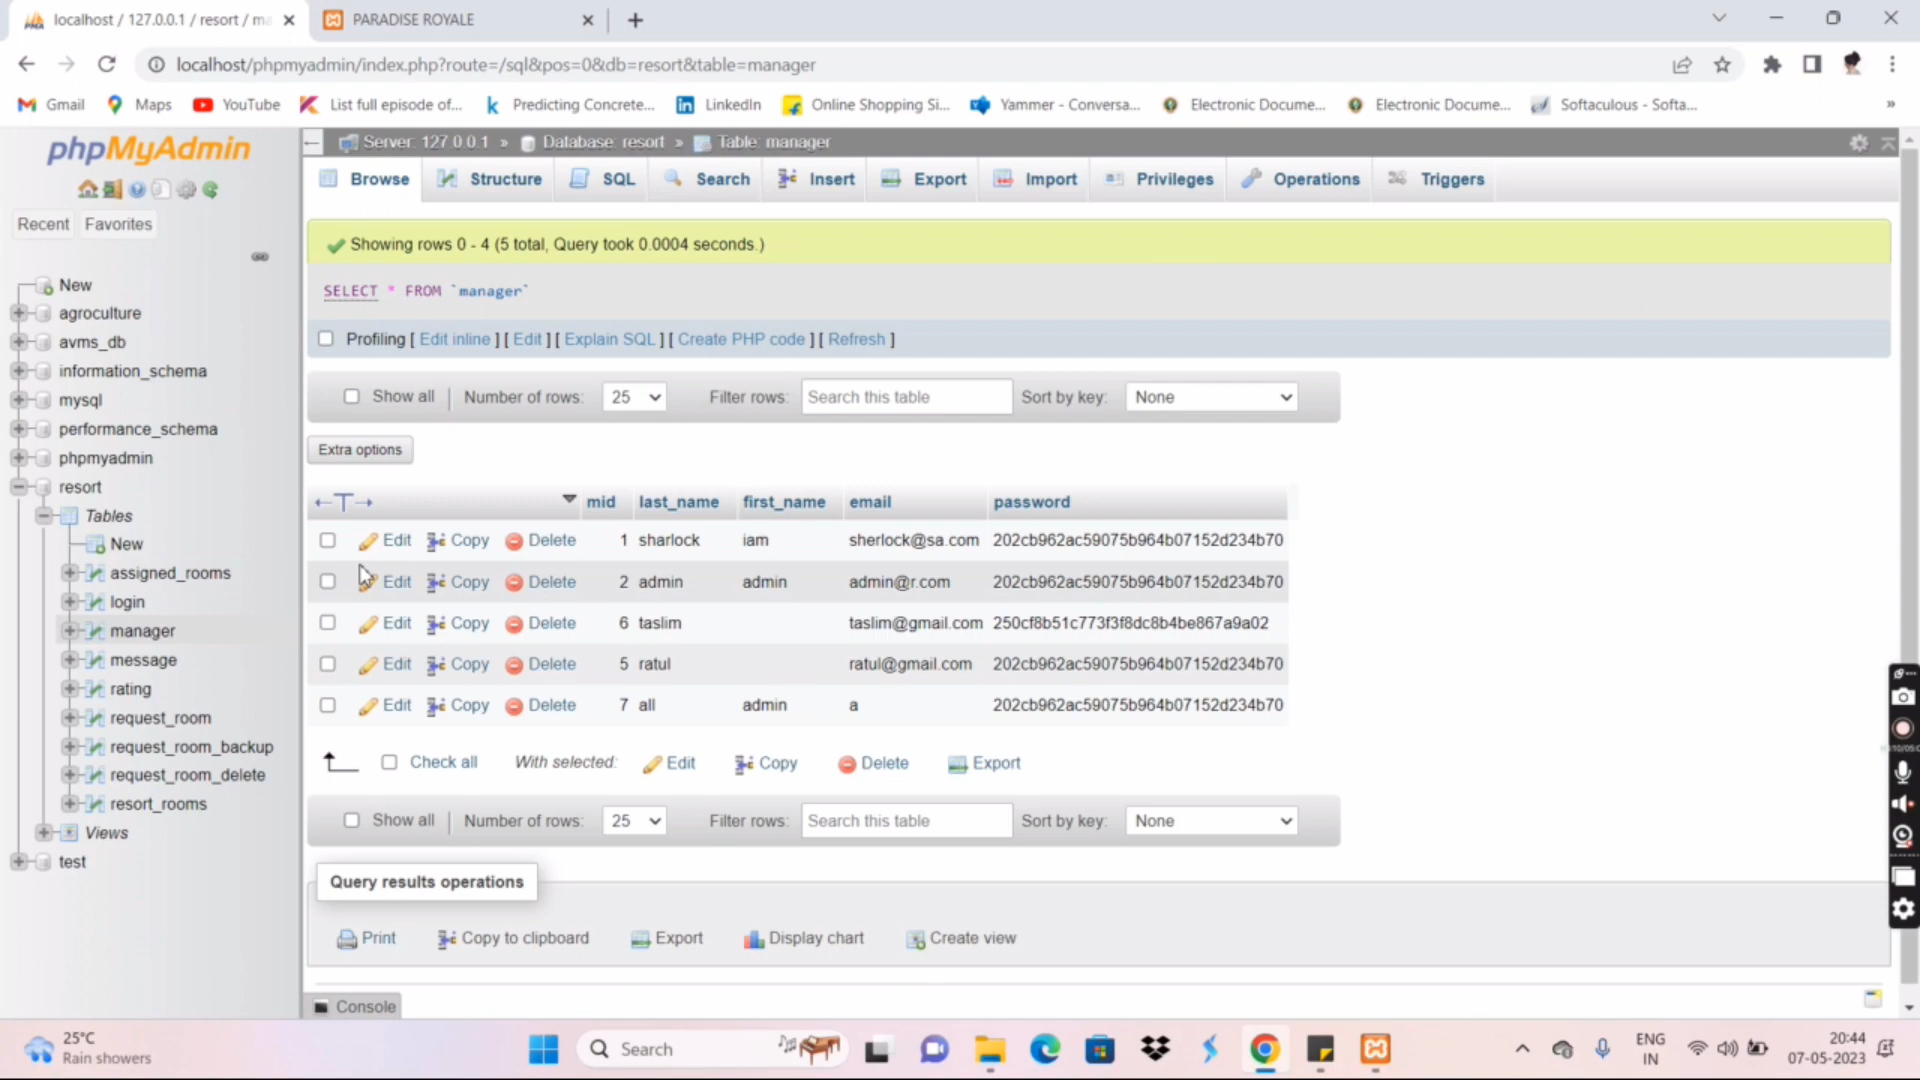 localhost / 127.0.0.1 / resort / ma
PARADISE ROYALE
localhost/phpmyadmin/index.php?route=/sql&pos=0&db=resort&table=manager
Gmail
Maps
YouTube
List full episode of...
Predicting Concrete...
LinkedIn
Online Shopping Si...
Yammer - Conversa...
Electronic Docume...
Electronic Docume...
Softaculous - Softa...
»
phpMyAdmin
Recent
Favorites
New
agroculture
avms_db
information_schema
mysql
performance_schema
phpmyadmin
resort
Tables
New
assigned_rooms
login
manager
message
rating
request_room
request_room_backup
request_room_delete
resort_rooms
Views
test
Server: 127.0.0.1 » Database: resort » Table: manager
Browse Structure SQL Search Insert Export Import Privileges Operations Triggers
Showing rows 0 - 4 (5 total, Query took 0.0004 seconds.)
SELECT * FROM `manager`
Profiling [ Edit inline ] [ Edit ] [ Explain SQL ] [ Create PHP code ] [ Refresh ]
Show all Number of rows: 25 Filter rows: Search this table Sort by key: None
Extra options
←T→ mid last_name first_name email password
Edit Copy Delete 1 sharlock iam sherlock@sa.com 202cb962ac59075b964b07152d234b70
Edit Copy Delete 2 admin admin admin@r.com 202cb962ac59075b964b07152d234b70
Edit Copy Delete 6 taslim taslim@gmail.com 250cf8b51c773f3f8dc8b4be867a9a02
Edit Copy Delete 5 ratul ratul@gmail.com 202cb962ac59075b964b07152d234b70
Edit Copy Delete 7 all admin a 202cb962ac59075b964b07152d234b70
Check all With selected: Edit Copy Delete Export
Show all Number of rows: 25 Filter rows: Search this table Sort by key: None
Query results operations
Print Copy to clipboard Export Display chart Create view
Console
25°C
Rain showers
Search
ENG
IN
20:44
07-05-2023